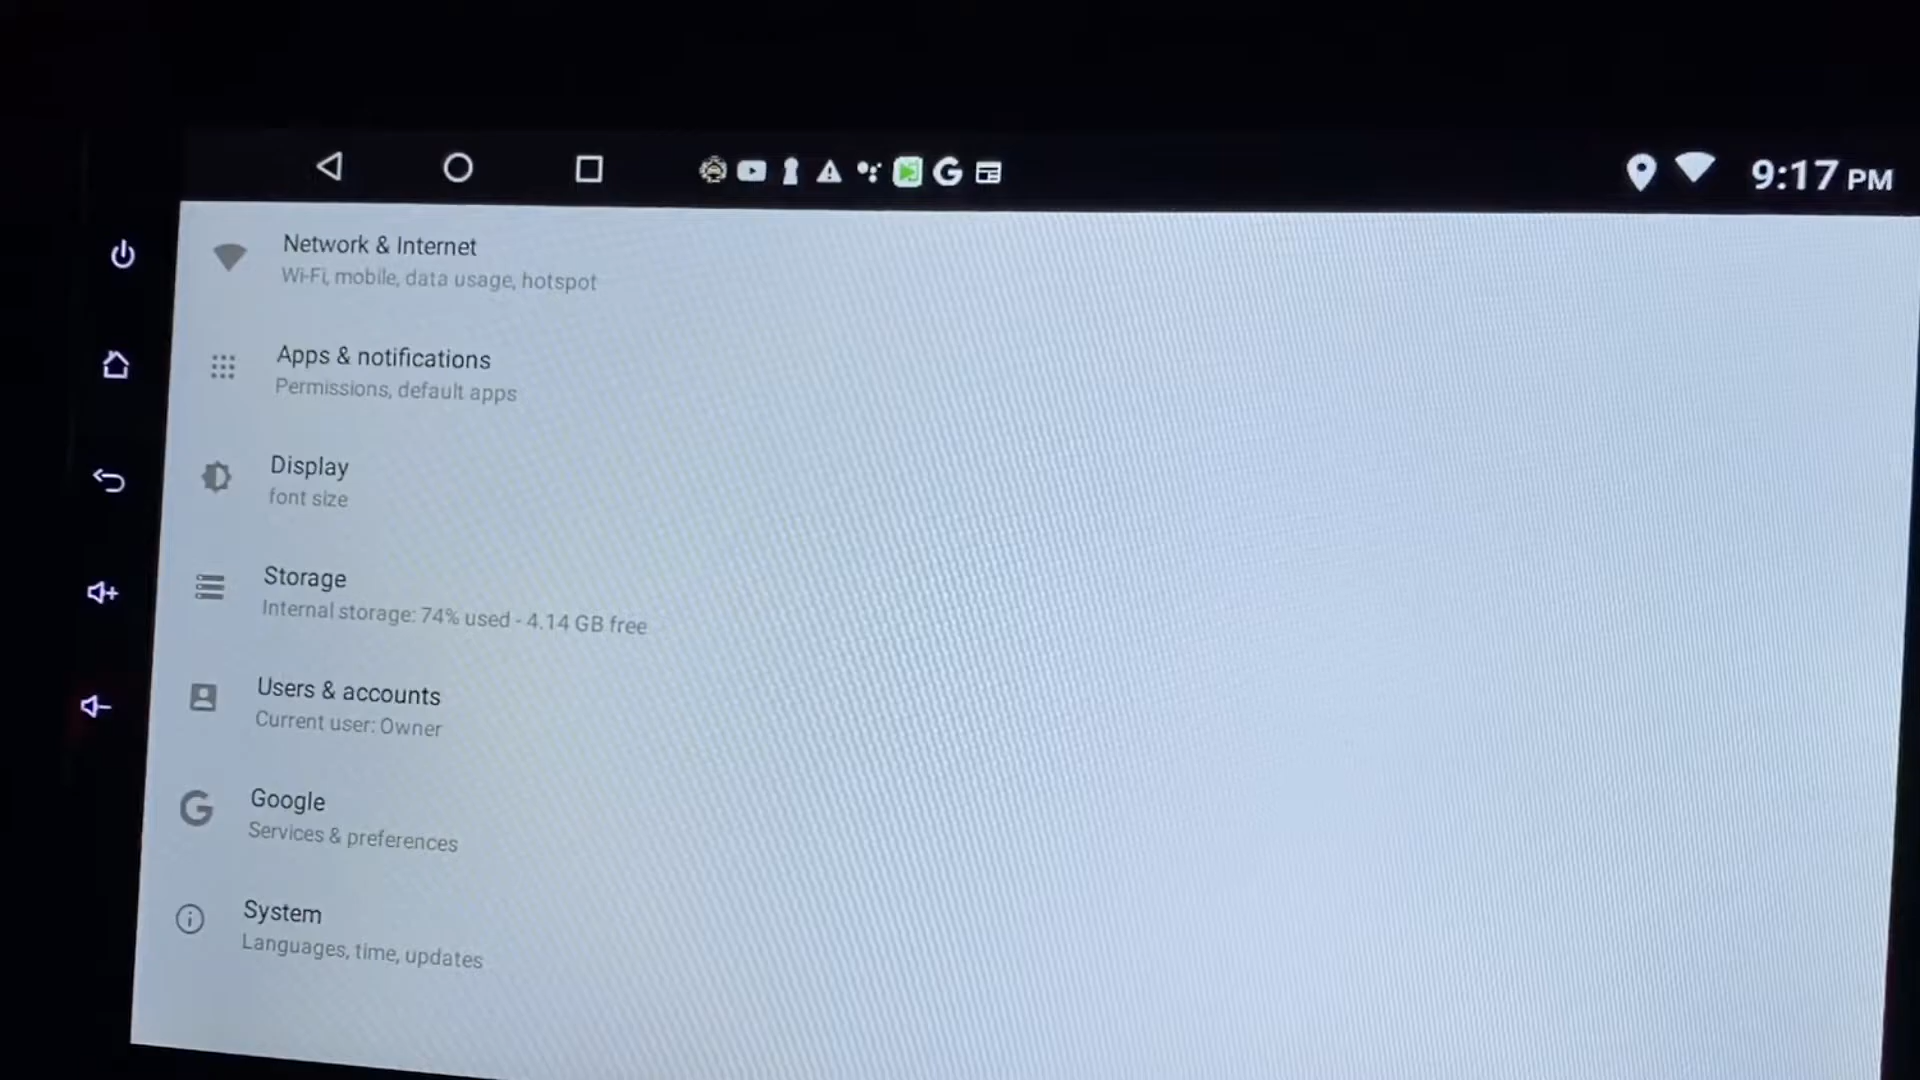 9:17 PM
Network & Internet
Wi-Fi, mobile, data usage, hotspot
Apps & notifications
Permissions, default apps
Display
font size
Storage
Internal storage: 74% used - 4.14 GB free
Users & accounts
Current user: Owner
Google
Services & preferences
System
Languages, time, updates